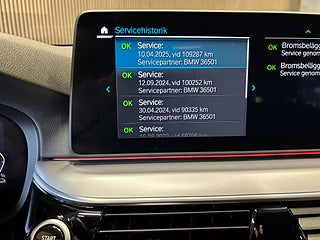 Servicehistorik
OK Service:
10.04.2025, vid 109287 km
Servicepartner: BMW 36501
OK Service:
12.09.2024, vid 100252 km
Servicepartner: BMW 36501
OK Service:
30.04.2024, vid 90335 km
Servicepartner: BMW 36501
OK Service:
OK Bromsbelägg
Service genom
OK Bromsbelägg
Service genom